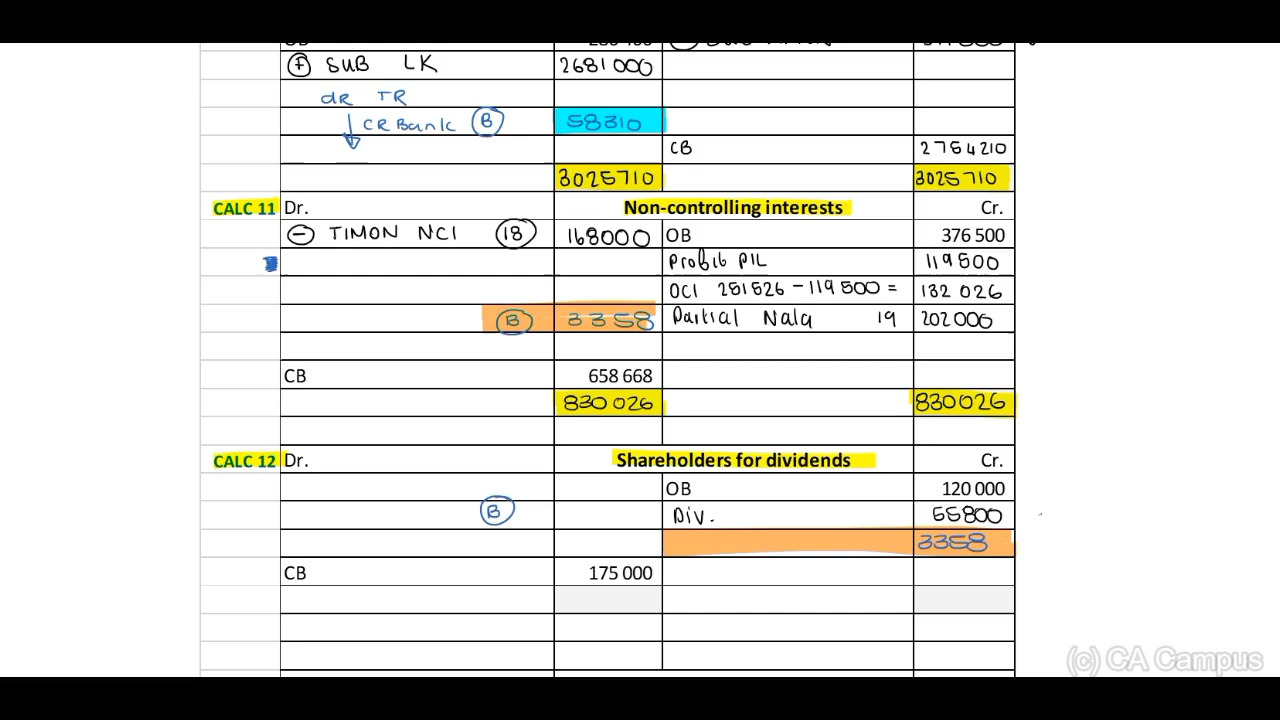 ⊕ SUB LK 2681 000
dR TR
CR Bank B 58310
CB 2754210
3025710 3025710
CALC 11 Dr. Non-controlling interests Cr.
⊖ TIMON NCI 18 168000 OB 376 500
Profit P/L 119500
OCI 251526 - 119500 = 132 026
B 3358 Partial Nala 19 202000
CB 658 668
830 026 830026
CALC 12 Dr. Shareholders for dividends Cr.
OB 120 000
B Div. 55800
3358
CB 175 000
(c) CA Campus